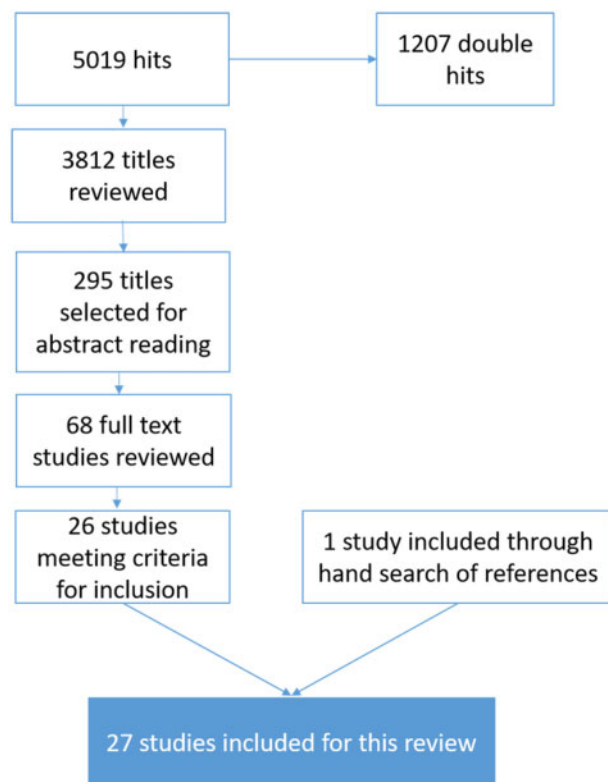 5019 hits
1207 double
hits
3812 titles
reviewed
295 titles
selected for
abstract reading
68 full text
studies reviewed
26 studies
meeting criteria
for inclusion
1 study included through
hand search of references
27 studies included for this review